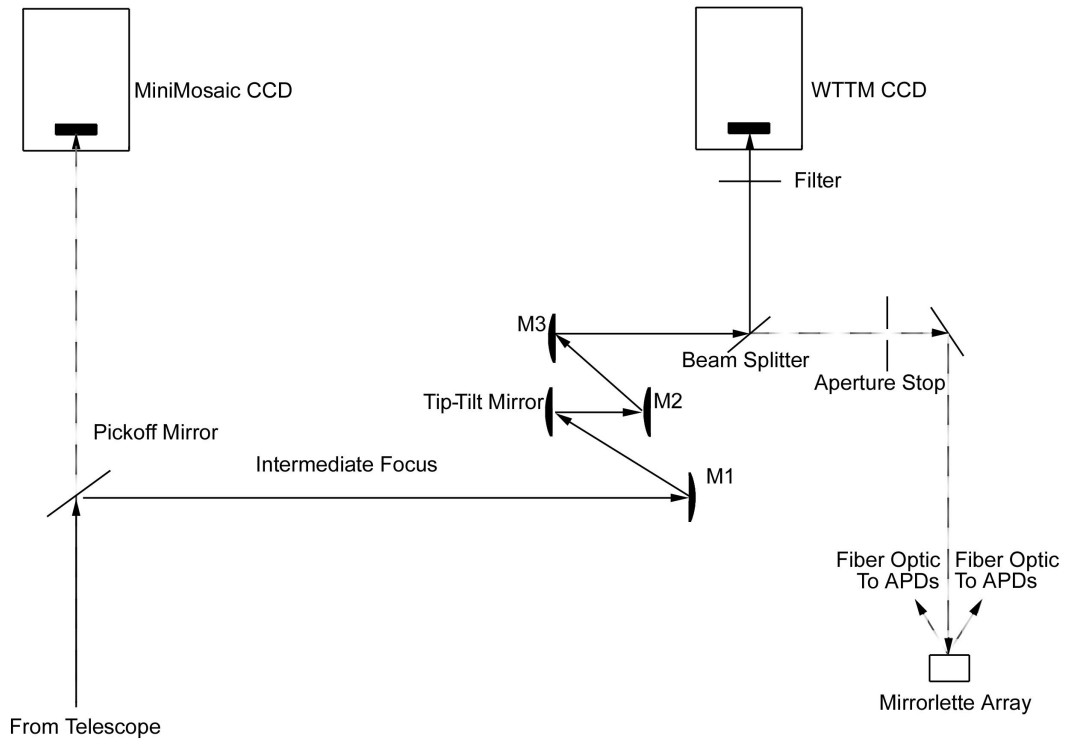 MiniMosaic CCD
WTTM CCD
Filter
M3
Beam Splitter
Aperture Stop
Tip-Tilt Mirror
M2
Pickoff Mirror
Intermediate Focus
M1
Fiber Optic
To APDs
Fiber Optic
To APDs
Mirrorlette Array
From Telescope